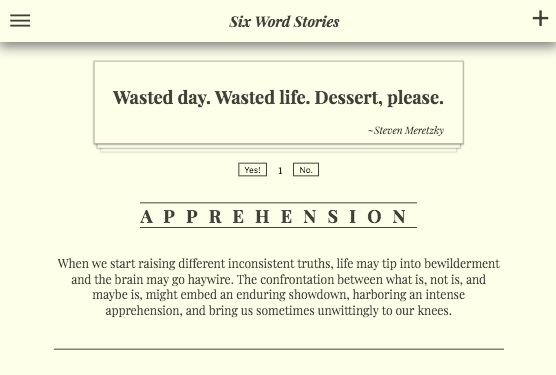 Six Word Stories
Wasted day. Wasted life. Dessert, please.
~Steven Meretzky
Yes! 1 No.
APPREHENSION
When we start raising different inconsistent truths, life may tip into bewilderment
and the brain may go haywire. The confrontation between what is, not is, and
maybe is, might embed an enduring showdown, harboring an intense
apprehension, and bring us sometimes unwittingly to our knees.